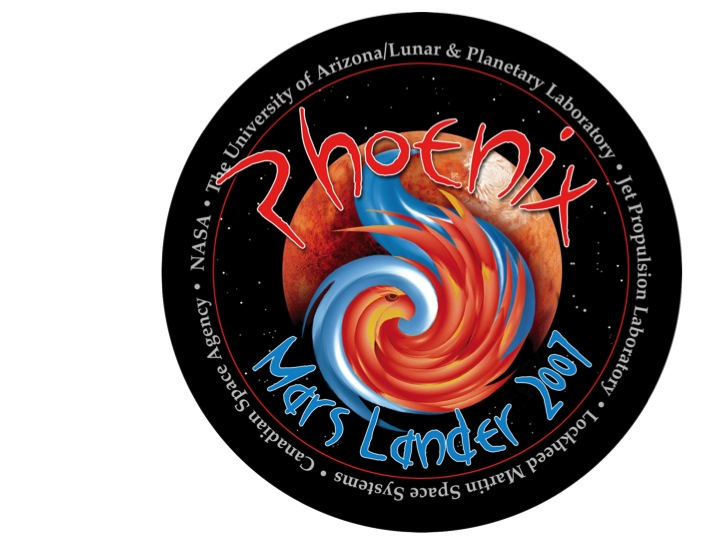 Phoenix
Mars Lander 2007
NASA • The University of Arizona/Lunar & Planetary Laboratory • Jet Propulsion Laboratory • Lockheed Martin Space Systems • Canadian Space Agency •